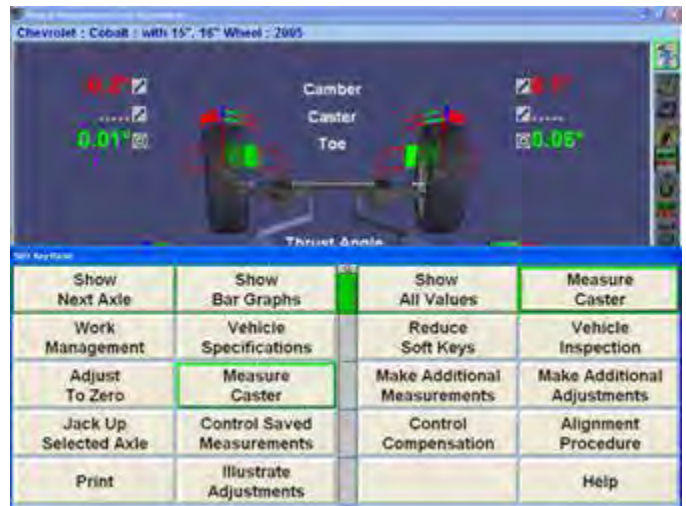 Chevrolet : Cobalt : with 15", 16" Wheel : 2005
Camber
.....
Caster
.....
0.01°
Toe
0.05°
Thrust Angle
Show Next Axle
Show Bar Graphs
Show All Values
Measure Caster
Work Management
Vehicle Specifications
Reduce Soft Keys
Vehicle Inspection
Adjust To Zero
Measure Caster
Make Additional Measurements
Make Additional Adjustments
Jack Up Selected Axle
Control Saved Measurements
Control Compensation
Alignment Procedure
Print
Illustrate Adjustments
Help